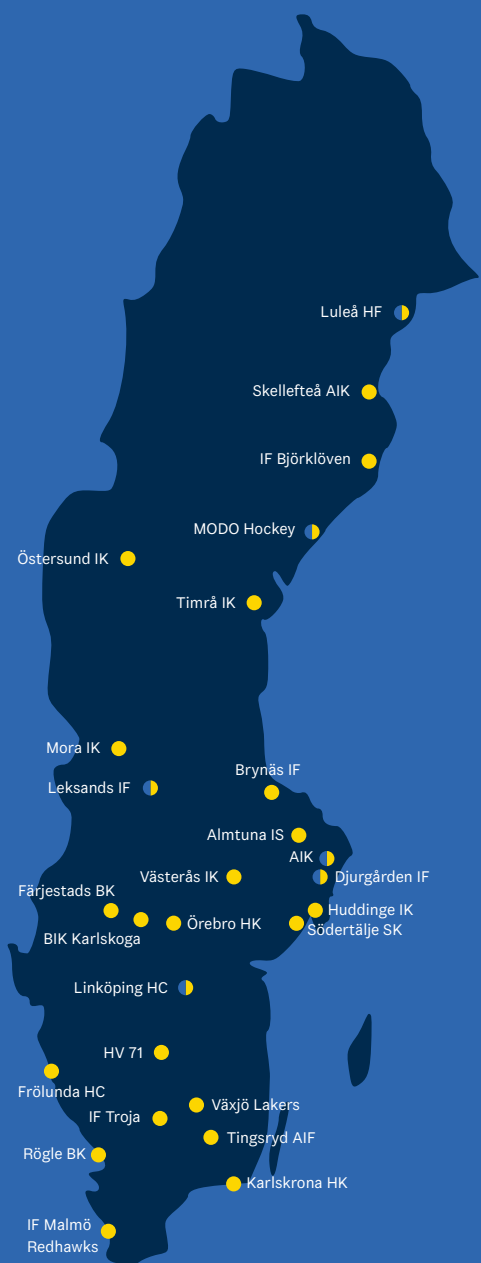 Luleå HF
Skellefteå AIK
IF Björklöven
MODO Hockey
Östersund IK
Timrå IK
Mora IK
Brynäs IF
Leksands IF
Almtuna IS
AIK
Västerås IK
Djurgården IF
Färjestads BK
Huddinge IK
Örebro HK
Södertälje SK
BIK Karlskoga
Linköping HC
HV 71
Frölunda HC
Växjö Lakers
IF Troja
Tingsryd AIF
Rögle BK
Karlskrona HK
IF Malmö
Redhawks